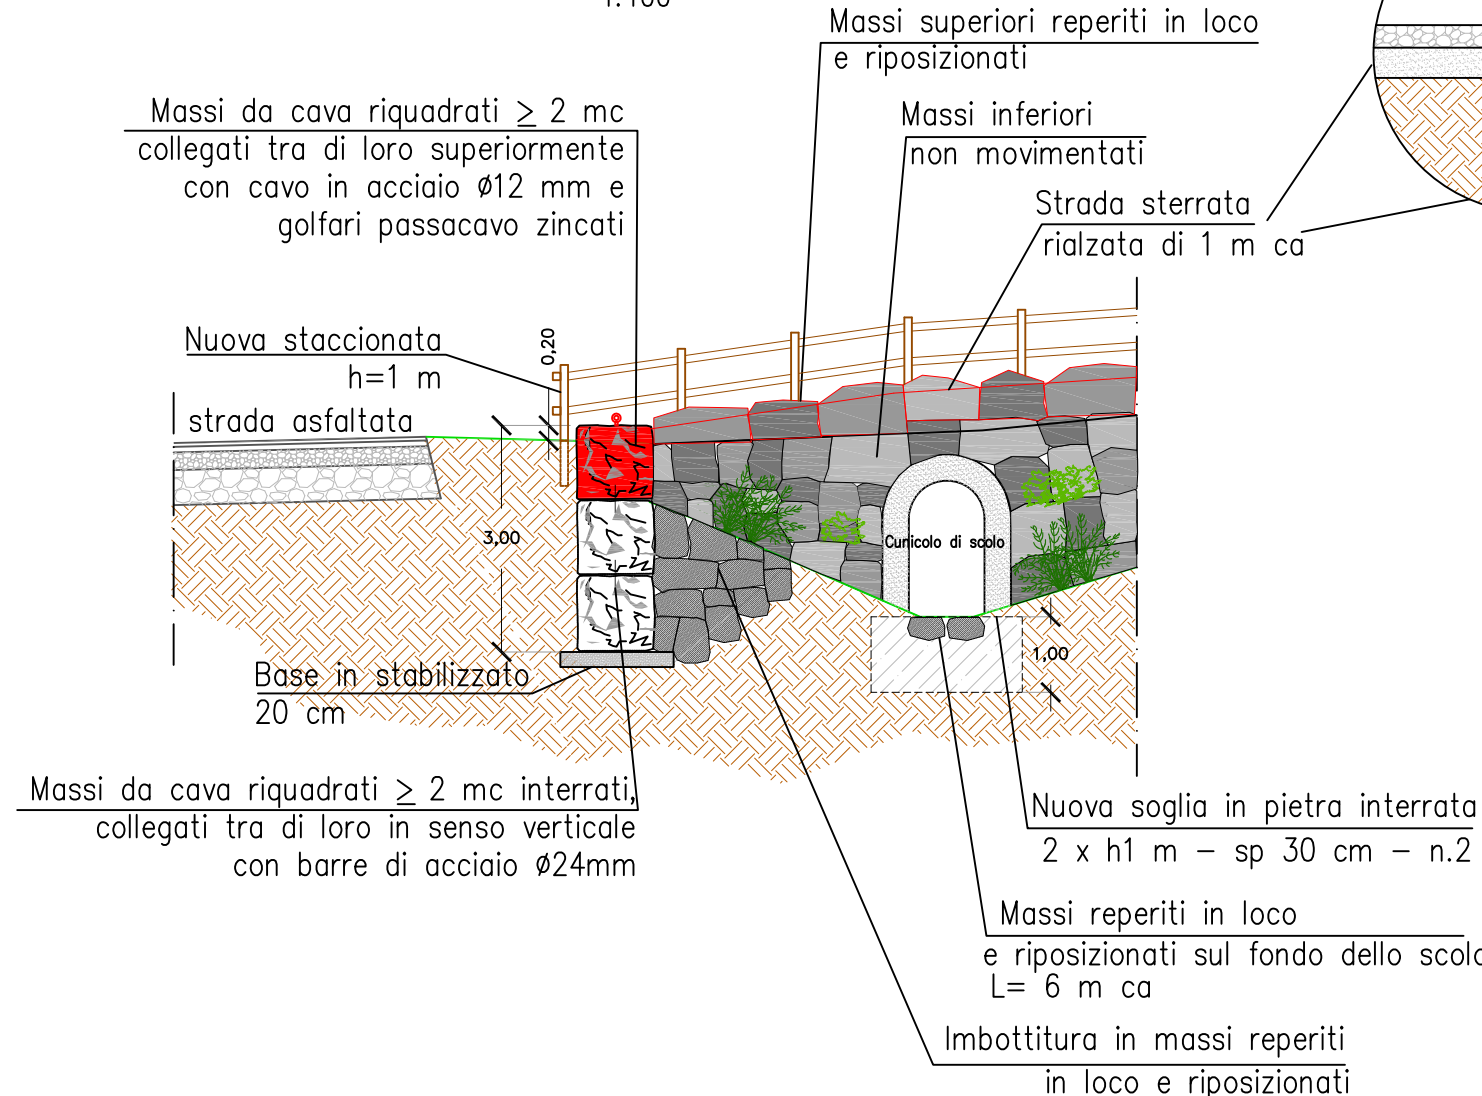 Massi superiori reperiti in loco
e riposizionati
Massi da cava riquadrati ≥ 2 mc
collegati tra di loro superiormente
con cavo in acciaio Ø12 mm e
golfari passacavo zincati
Massi inferiori
non movimentati
Strada sterrata
rialzata di 1 m ca
Nuova staccionata
h=1 m
0,20
strada asfaltata
3,00
Cunicolo di scolo
1,00
Base in stabilizzato
20 cm
Massi da cava riquadrati ≥ 2 mc interrati,
collegati tra di loro in senso verticale
con barre di acciaio Ø24mm
Nuova soglia in pietra interrata
2 x h1 m – sp 30 cm – n.2
Massi reperiti in loco
e riposizionati sul fondo dello scolo
L= 6 m ca
Imbottitura in massi reperiti
in loco e riposizionati